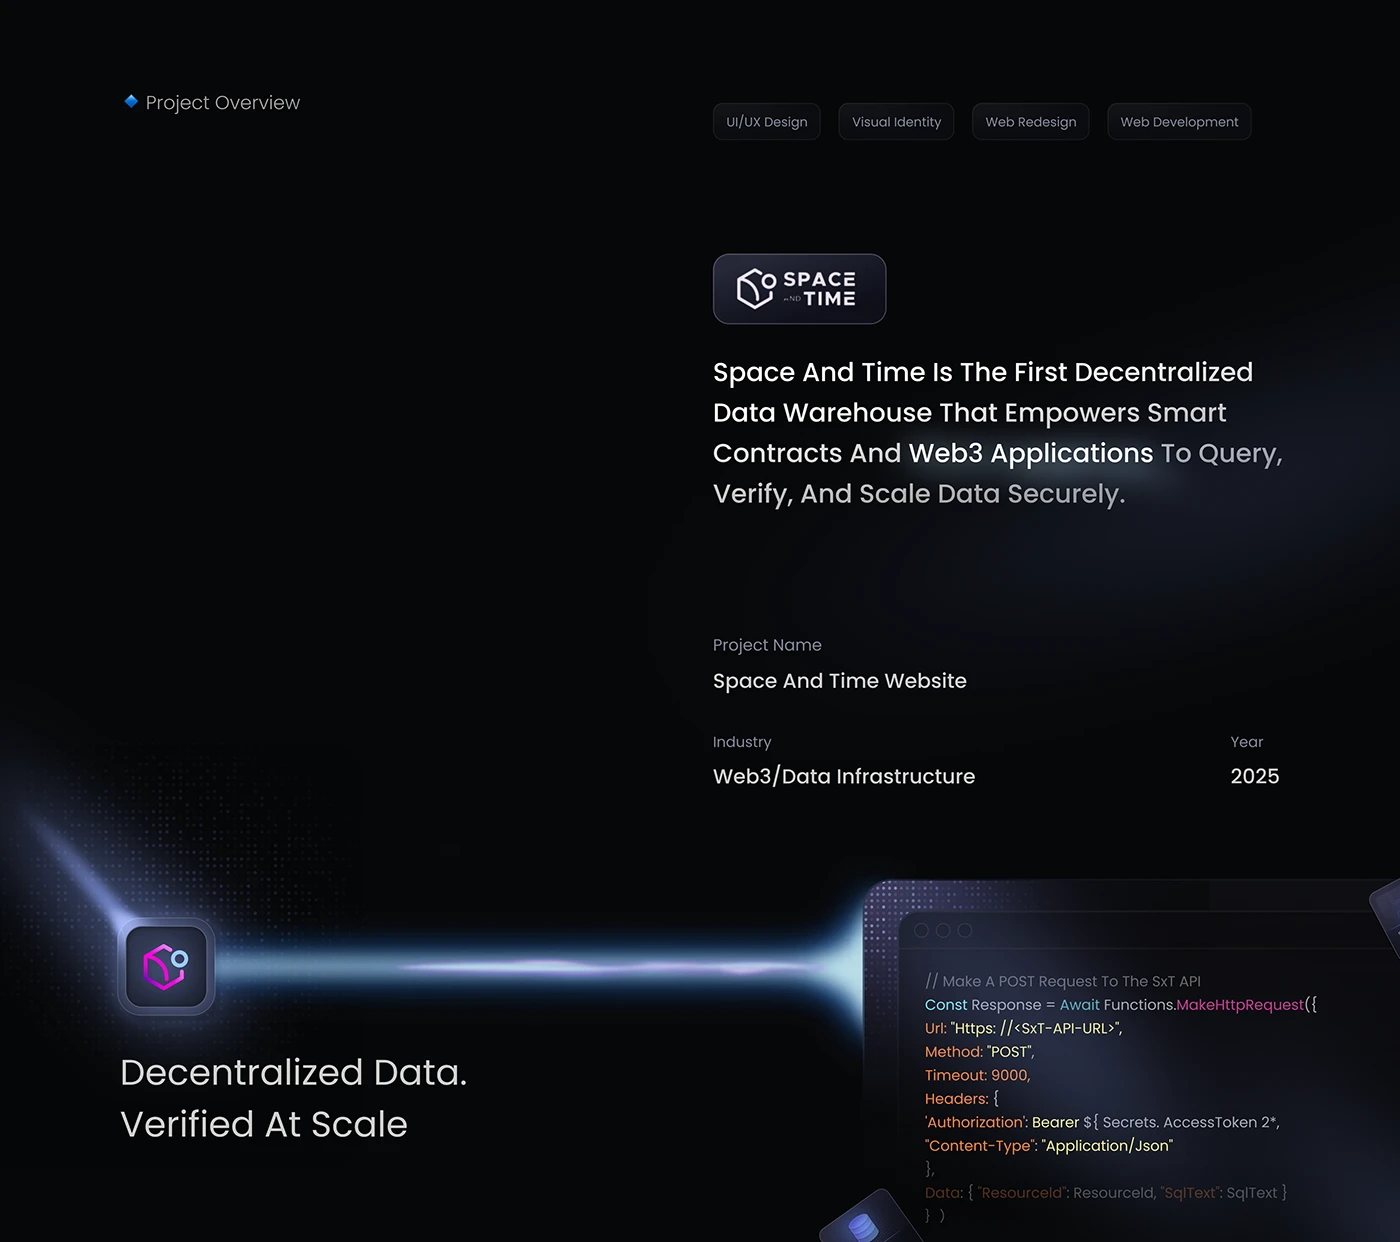 Project Overview
UI/UX Design
Visual Identity
Web Redesign
Web Development
SPACE
AND TIME
Space And Time Is The First Decentralized
Data Warehouse That Empowers Smart
Contracts And Web3 Applications To Query,
Verify, And Scale Data Securely.
Project Name
Space And Time Website
Industry
Web3/Data Infrastructure
Year
2025
Decentralized Data.
Verified At Scale
// Make A POST Request To The SxT API
Const Response = Await Functions.MakeHttpRequest({
Url: "Https: //<SxT-API-URL>",
Method: "POST",
Timeout: 9000,
Headers: {
'Authorization': Bearer ${ Secrets. AccessToken 2*,
"Content-Type": "Application/Json"
},
Data: { "ResourceId": ResourceId, "SqlText": SqlText }
} )